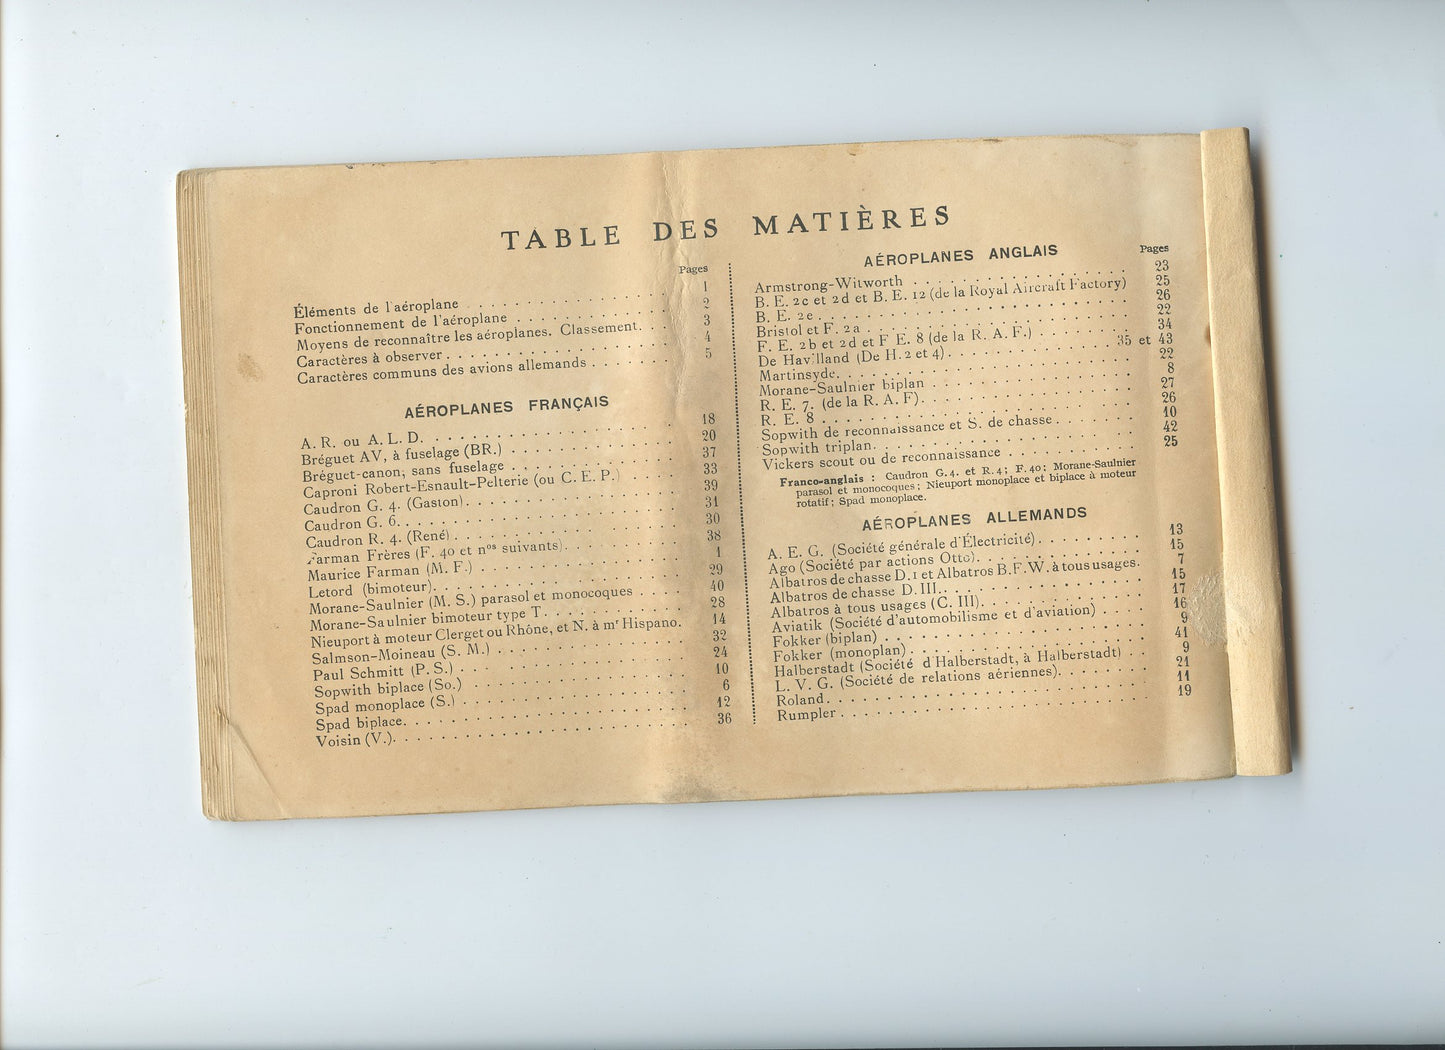 TABLE DES MATIÈRES
Pages
Éléments de l'aéroplane 1
Fonctionnement de l'aéroplane 2
Moyens de reconnaître les aéroplanes. Classement. 3
Caractères à observer 4
Caractères communs des avions allemands 5
AÉROPLANES FRANÇAIS
A. R. ou A. L. D. 18
Bréguet AV, à fuselage (BR.) 20
Bréguet-canon, sans fuselage 37
Caproni Robert-Esnault-Pelterie (ou C. E. P.) 33
Caudron G. 4. (Gaston) 39
Caudron G. 6. 31
Caudron R. 4. (René) 30
Farman Frères (F. 40 et nos suivants) 38
Maurice Farman (M. F.) 1
Letord (bimoteur) 29
Morane-Saulnier (M. S.) parasol et monocoques 40
Morane-Saulnier bimoteur type T 28
Nieuport à moteur Clerget ou Rhône, et N. à mr Hispano. 14
Salmson-Moineau (S. M.) 32
Paul Schmitt (P. S.) 24
Sopwith biplace (So.) 10
Spad monoplace (S.) 6
Spad biplace 12
Voisin (V.) 36
AÉROPLANES ANGLAIS
Pages
Armstrong-Witworth 23
B. E. 2c et 2d et B. E. 12 (de la Royal Aircraft Factory) 25
B. E. 2e 26
Bristol et F. 2a 22
F. E. 2b et 2d et F. E. 8 (de la R. A. F.) 34
De Havilland (De H. 2 et 4) 35 et 43
Martinsyde 22
Morane-Saulnier biplan 8
R. E. 7. (de la R. A. F) 27
R. E. 8 26
Sopwith de reconnaissance et S. de chasse 10
Sopwith triplan 42
Vickers scout ou de reconnaissance 25
Franco-anglais : Caudron G. 4. et R. 4 ; F. 40 ; Morane-Saulnier
parasol et monocoques ; Nieuport monoplace et biplace à moteur
rotatif ; Spad monoplace.
AÉROPLANES ALLEMANDS
A. E. G. (Société générale d'Électricité) 13
Ago (Société par actions Otto) 15
Albatros de chasse D. I et Albatros B. F. W. à tous usages. 7
Albatros de chasse D. III. 15
Albatros à tous usages (C. III) 17
Aviatik (Société d'automobilisme et d'aviation) 16
Fokker (biplan) 9
Fokker (monoplan) 41
Halberstadt (Société d'Halberstadt, à Halberstadt) 9
L. V. G. (Société de relations aériennes) 21
Roland 11
Rumpler 19